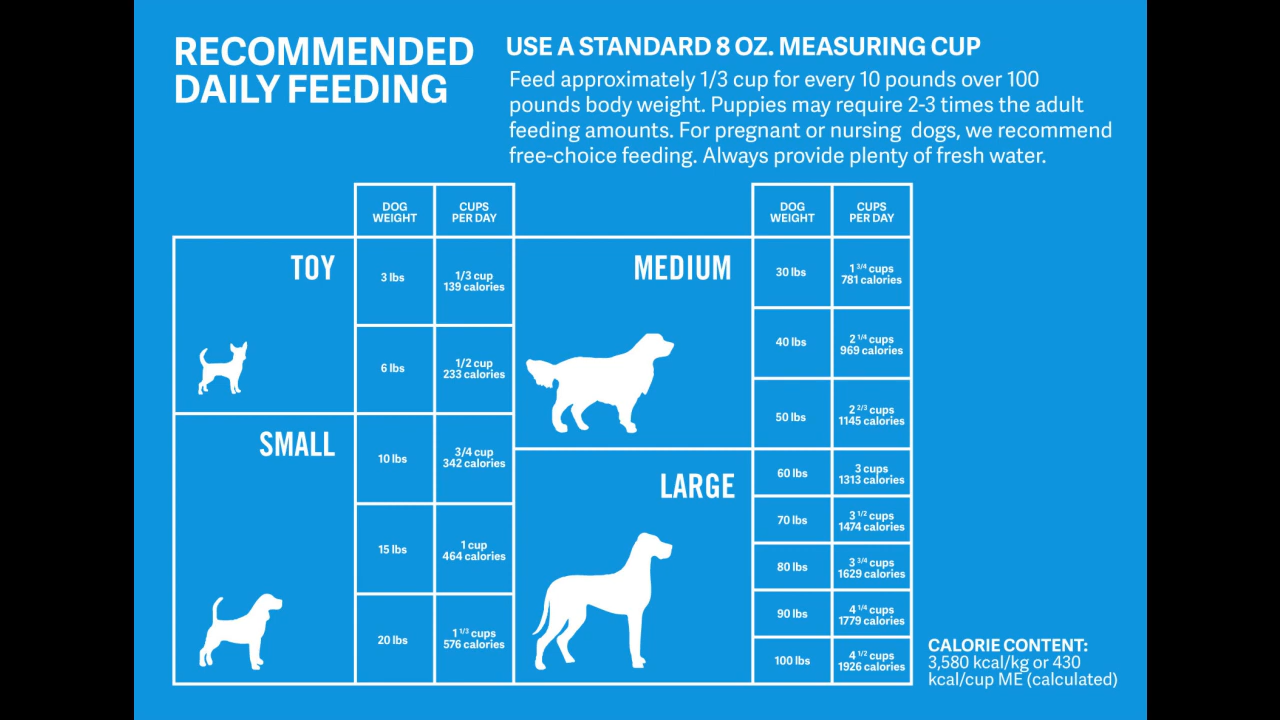 RECOMMENDED
DAILY FEEDING
USE A STANDARD 8 OZ. MEASURING CUP
Feed approximately 1/3 cup for every 10 pounds over 100
pounds body weight. Puppies may require 2-3 times the adult
feeding amounts. For pregnant or nursing dogs, we recommend
free-choice feeding. Always provide plenty of fresh water.
DOG
WEIGHT
CUPS
PER DAY
TOY
3 lbs
1/3 cup
139 calories
6 lbs
1/2 cup
233 calories
SMALL
10 lbs
3/4 cup
342 calories
15 lbs
1 cup
464 calories
20 lbs
1 1/3 cups
576 calories
DOG
WEIGHT
CUPS
PER DAY
MEDIUM
30 lbs
1 3/4 cups
781 calories
40 lbs
2 1/4 cups
969 calories
50 lbs
2 2/3 cups
1145 calories
LARGE
60 lbs
3 cups
1313 calories
70 lbs
3 1/2 cups
1474 calories
80 lbs
3 3/4 cups
1629 calories
90 lbs
4 1/4 cups
1779 calories
100 lbs
4 1/2 cups
1926 calories
CALORIE CONTENT:
3,580 kcal/kg or 430
kcal/cup ME (calculated)